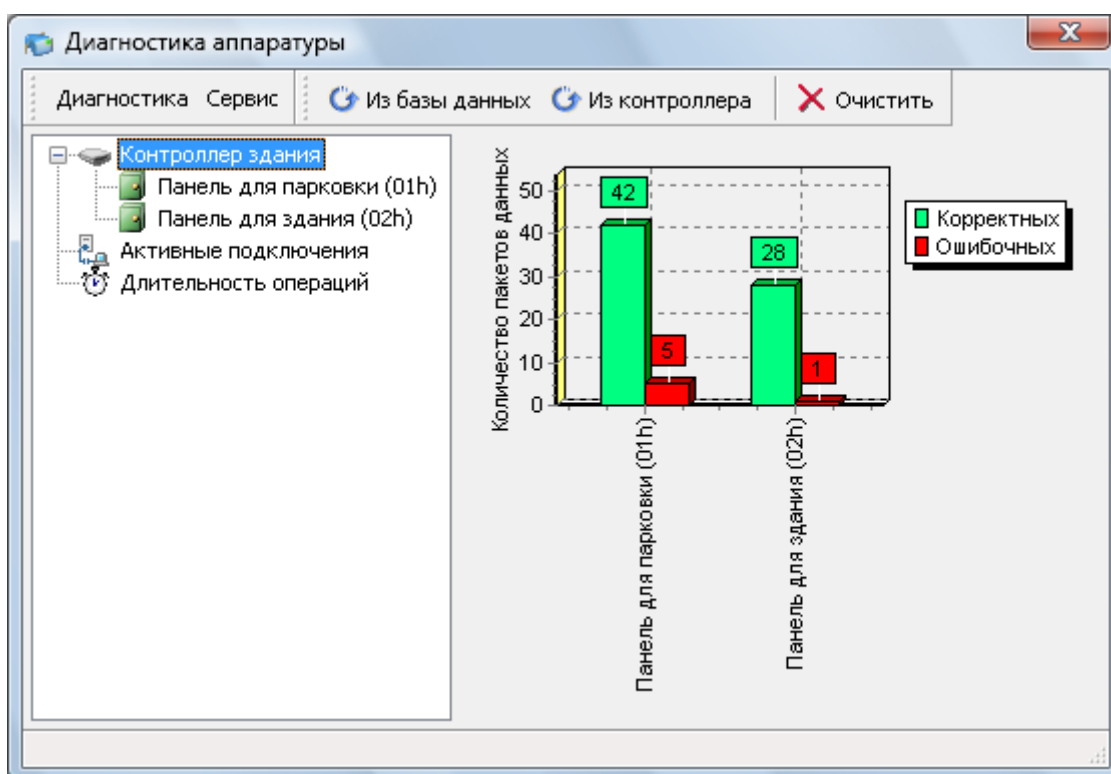 Диагностика аппаратуры
Диагностика Сервис Из базы данных Из контроллера Очистить
Контроллер здания
Панель для парковки (01h)
Панель для здания (02h)
Активные подключения
Длительность операций
Количество пакетов данных
50
40
30
20
10
0
42
5
28
1
Панель для парковки (01h)
Панель для здания (02h)
Корректных
Ошибочных